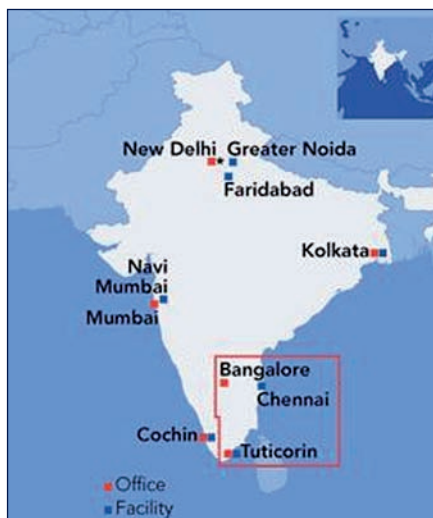 New Delhi Greater Noida
Faridabad
Kolkata
Navi
Mumbai
Mumbai
Bangalore
Chennai
Cochin
Tuticorin
Office
Facility